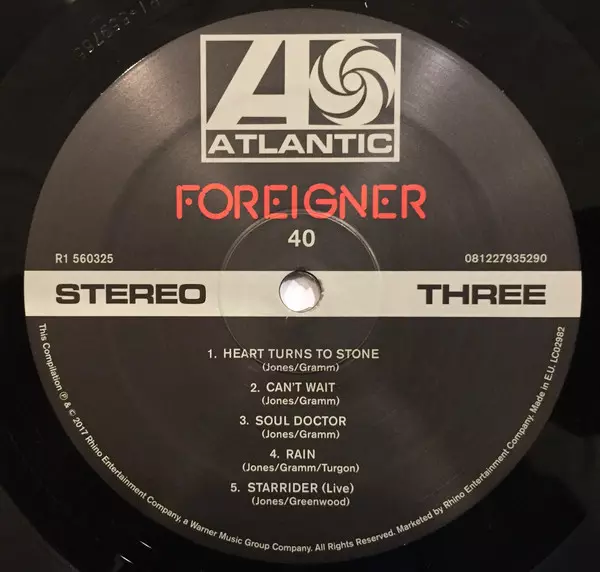 ATLANTIC
FOREIGNER
40
R1 560325
081227935290
STEREO
THREE
1. HEART TURNS TO STONE
(Jones/Gramm)
2. CAN'T WAIT
(Jones/Gramm)
3. SOUL DOCTOR
(Jones/Gramm)
4. RAIN
(Jones/Gramm/Turgon)
5. STARRIDER (Live)
(Jones/Greenwood)
This Compilation ℗ & © 2017 Rhino Entertainment Company, a Warner Music Group Company. All Rights Reserved. Marketed by Rhino Entertainment Company. Made in E.U. LC02982